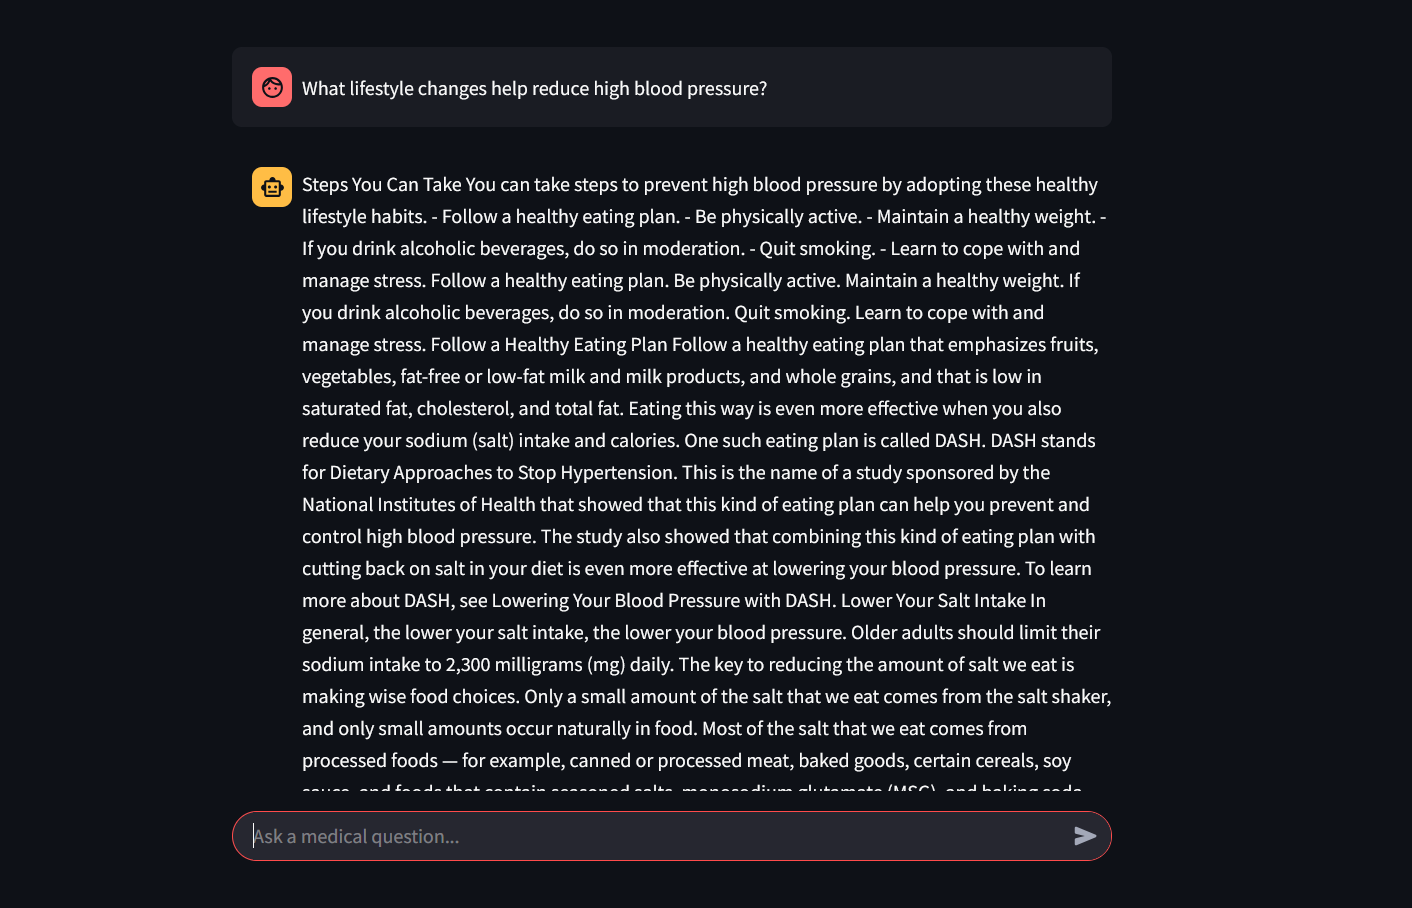 What lifestyle changes help reduce high blood pressure?
Steps You Can Take You can take steps to prevent high blood pressure by adopting these healthy
lifestyle habits. - Follow a healthy eating plan. - Be physically active. - Maintain a healthy weight. -
If you drink alcoholic beverages, do so in moderation. - Quit smoking. - Learn to cope with and
manage stress. Follow a healthy eating plan. Be physically active. Maintain a healthy weight. If
you drink alcoholic beverages, do so in moderation. Quit smoking. Learn to cope with and
manage stress. Follow a Healthy Eating Plan Follow a healthy eating plan that emphasizes fruits,
vegetables, fat-free or low-fat milk and milk products, and whole grains, and that is low in
saturated fat, cholesterol, and total fat. Eating this way is even more effective when you also
reduce your sodium (salt) intake and calories. One such eating plan is called DASH. DASH stands
for Dietary Approaches to Stop Hypertension. This is the name of a study sponsored by the
National Institutes of Health that showed that this kind of eating plan can help you prevent and
control high blood pressure. The study also showed that combining this kind of eating plan with
cutting back on salt in your diet is even more effective at lowering your blood pressure. To learn
more about DASH, see Lowering Your Blood Pressure with DASH. Lower Your Salt Intake In
general, the lower your salt intake, the lower your blood pressure. Older adults should limit their
sodium intake to 2,300 milligrams (mg) daily. The key to reducing the amount of salt we eat is
making wise food choices. Only a small amount of the salt that we eat comes from the salt shaker,
and only small amounts occur naturally in food. Most of the salt that we eat comes from
processed foods — for example, canned or processed meat, baked goods, certain cereals, soy
sauce, and foods that contain seasoned salts, monosodium glutamate (MSG), and baking soda.
Ask a medical question...